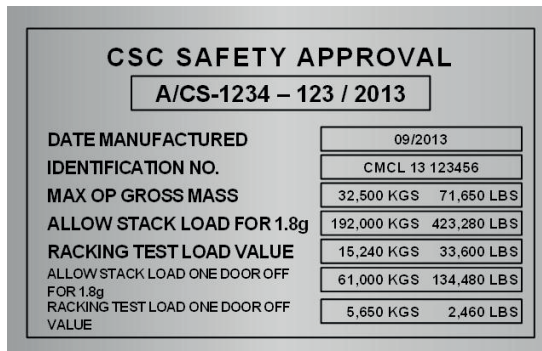 CSC SAFETY APPROVAL
A/CS-1234 – 123 / 2013
DATE MANUFACTURED 09/2013
IDENTIFICATION NO. CMCL 13 123456
MAX OP GROSS MASS 32,500 KGS 71,650 LBS
ALLOW STACK LOAD FOR 1.8g 192,000 KGS 423,280 LBS
RACKING TEST LOAD VALUE 15,240 KGS 33,600 LBS
ALLOW STACK LOAD ONE DOOR OFF
FOR 1.8g 61,000 KGS 134,480 LBS
RACKING TEST LOAD ONE DOOR OFF
VALUE 5,650 KGS 2,460 LBS